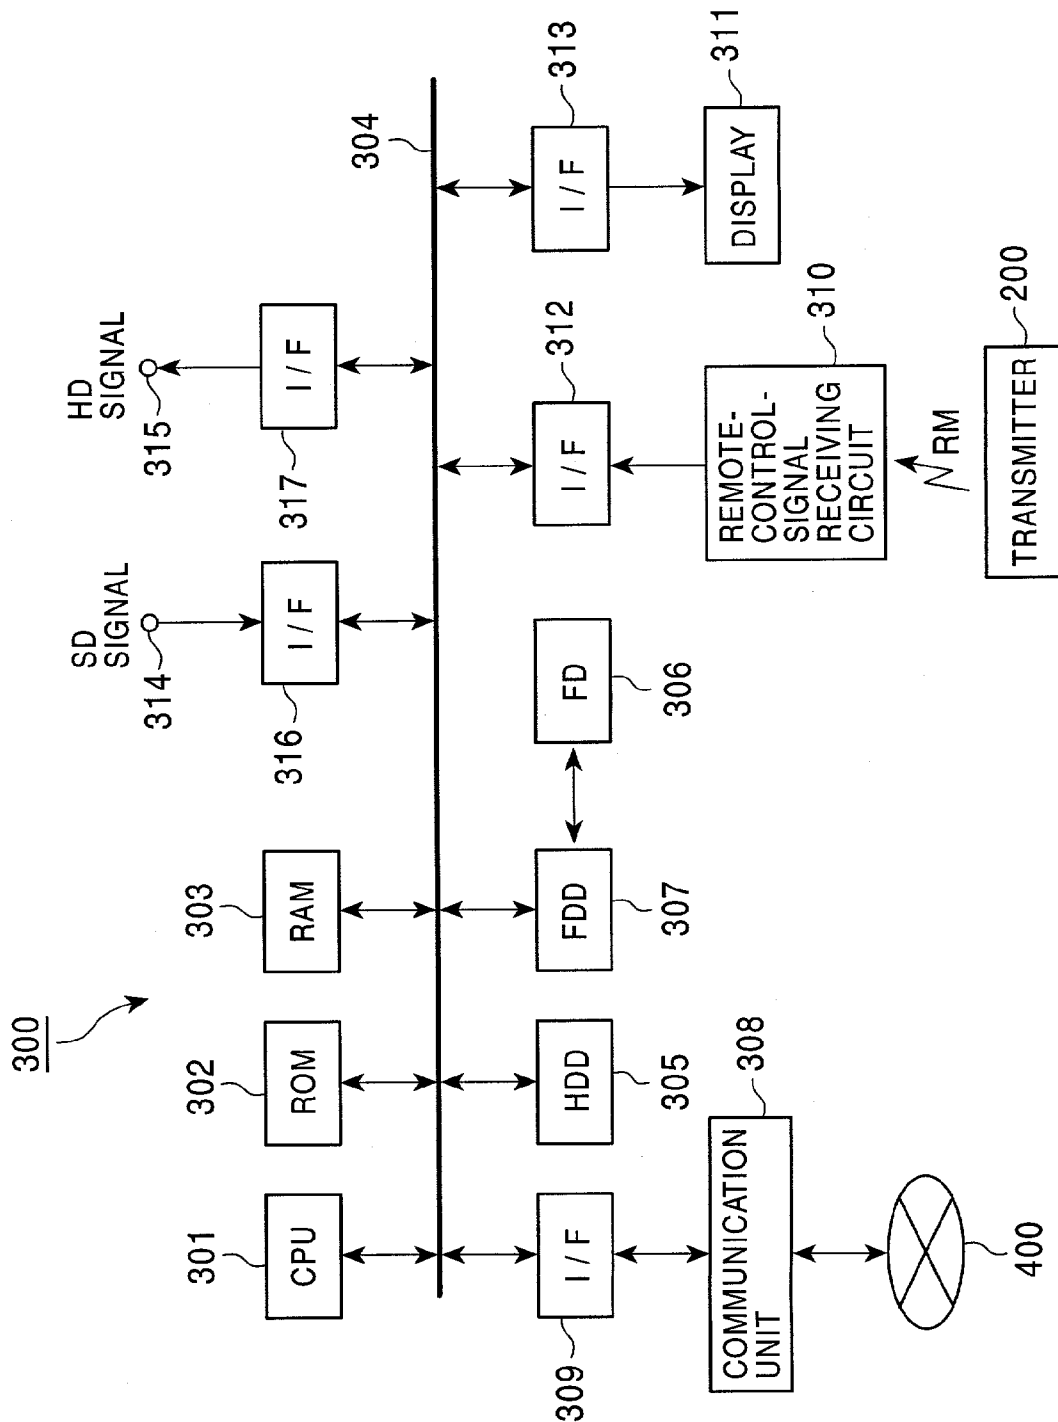 300
301
CPU
302
ROM
303
RAM
SD
SIGNAL
314
316
I/F
HD
SIGNAL
315
317
I/F
304
309
I/F
HDD
305
FDD
307
FD
306
I/F
312
I/F
313
COMMUNICATION
UNIT
308
400
REMOTE-
CONTROL-
SIGNAL
RECEIVING
CIRCUIT
310
DISPLAY
311
RM
TRANSMITTER
200